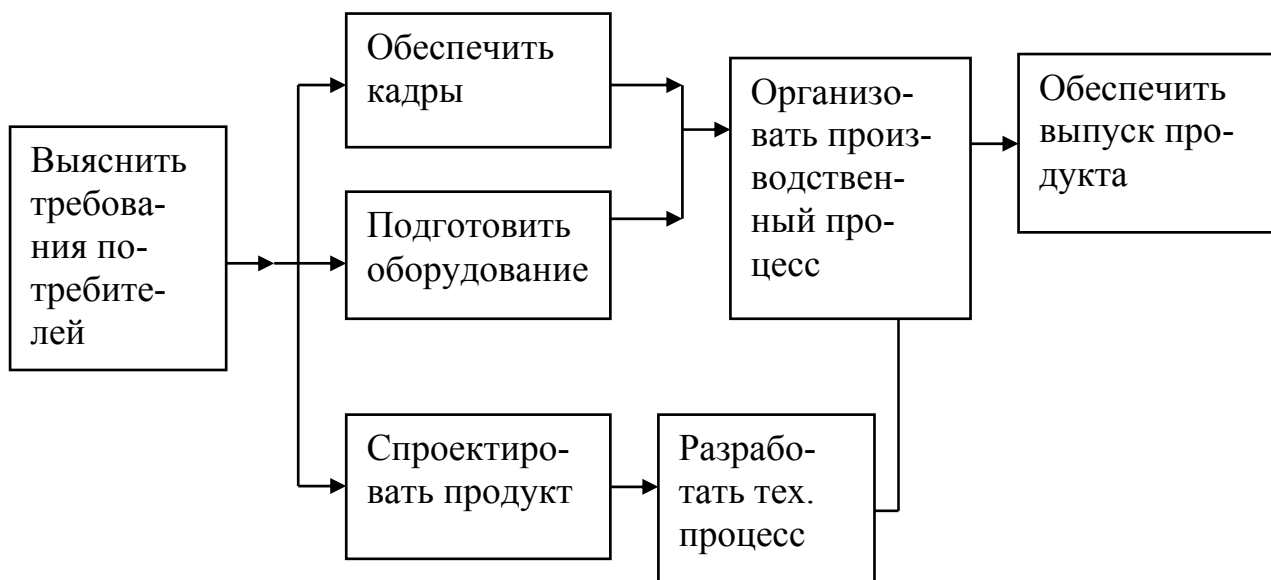 Выяснить
требова-
ния по-
требите-
лей
Обеспечить
кадры
Подготовить
оборудование
Спроектиро-
вать продукт
Разрабо-
тать тех.
процесс
Организо-
вать произ-
водствен-
ный про-
цесс
Обеспечить
выпуск про-
дукта